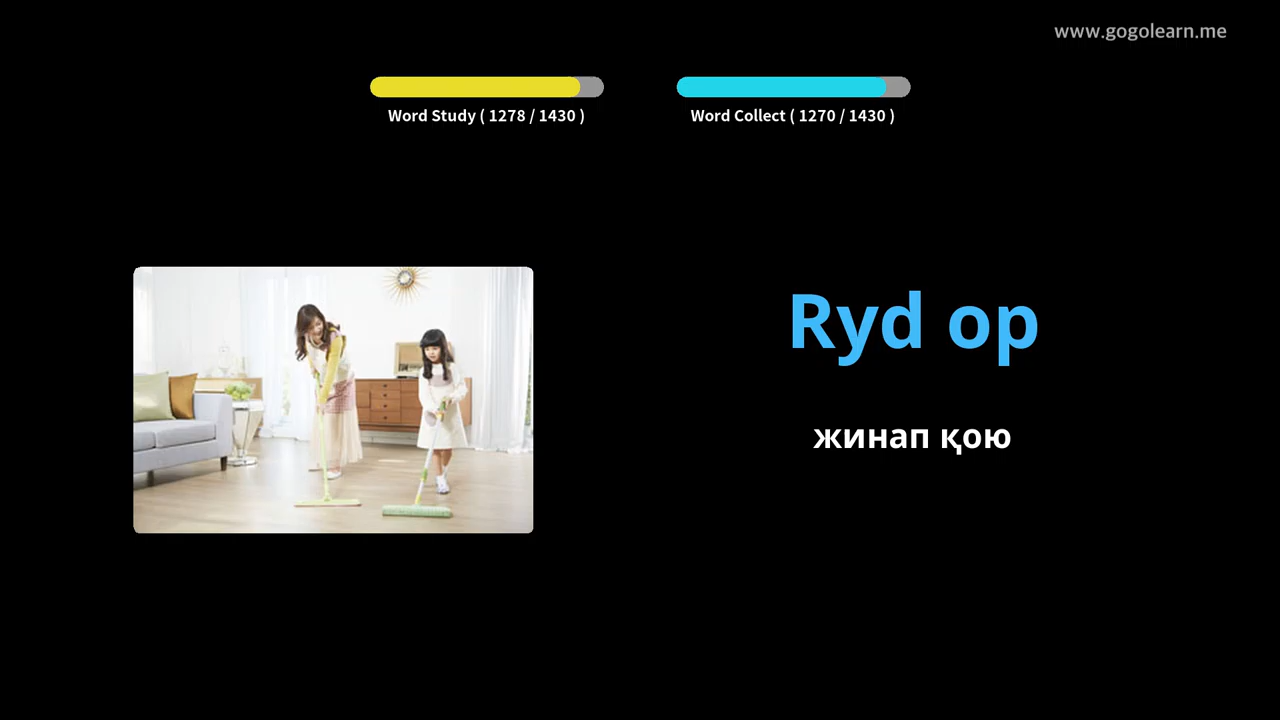 www.gogolearn.me
Word Study ( 1278 / 1430 )
Word Collect ( 1270 / 1430 )
Ryd op
жинап қою